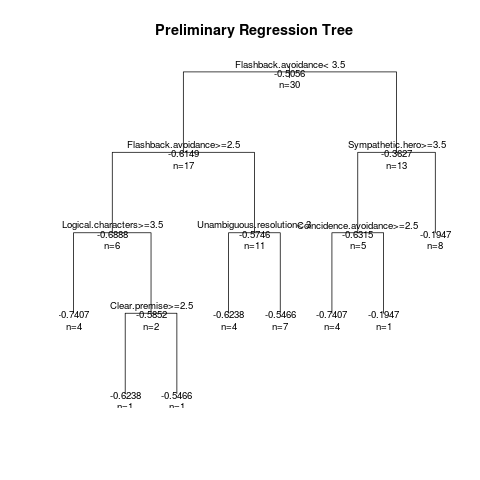 Preliminary Regression Tree
Flashback.avoidance< 3.5
-0.5056
n=30
Flashback.avoidance>=2.5
-0.6149
n=17
Sympathetic.hero>=3.5
-0.3627
n=13
Logical.characters>=3.5
-0.6888
n=6
Unambiguous.resolution< 3
-0.5746
n=11
Coincidence.avoidance>=2.5
-0.6315
n=5
-0.1947
n=8
-0.7407
n=4
Clear.premise>=2.5
-0.5852
n=2
-0.6238
n=4
-0.5466
n=7
-0.7407
n=4
-0.1947
n=1
-0.6238
n=1
-0.5466
n=1